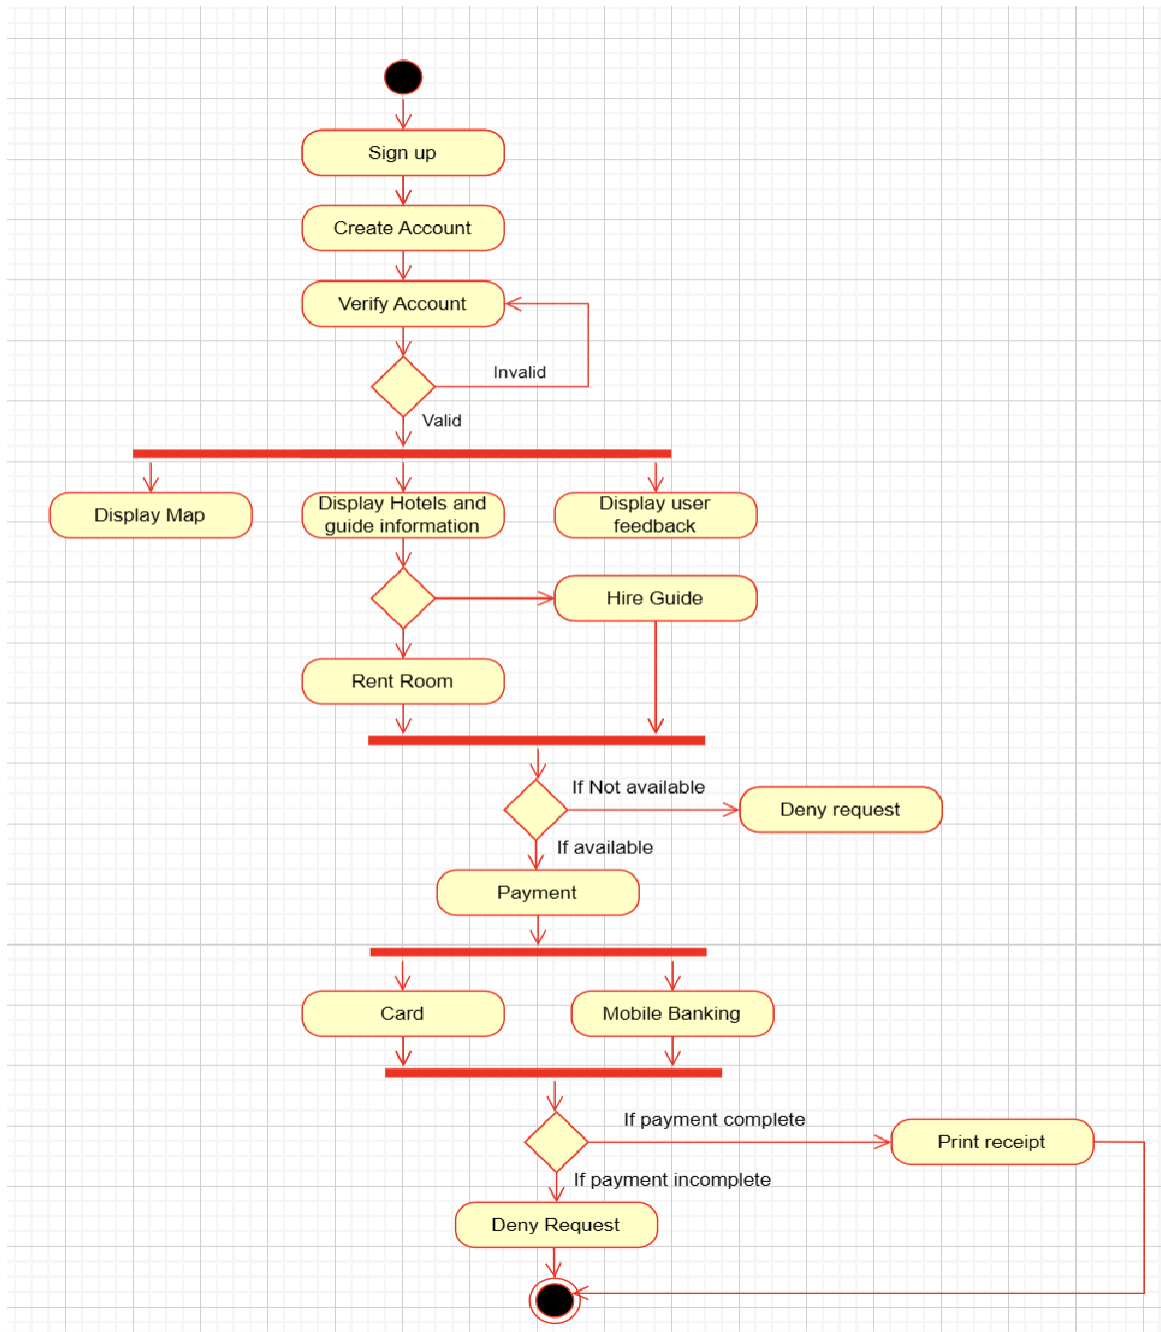 Sign up
Create Account
Verify Account
Invalid
Valid
Display Map
Display Hotels and
guide information
Display user
feedback
Hire Guide
Rent Room
If Not available
Deny request
If available
Payment
Card
Mobile Banking
If payment complete
Print receipt
If payment incomplete
Deny Request